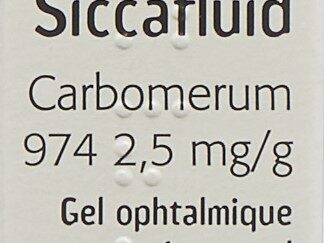 Siccafluid
Carbomerum
974 2,5 mg/g
Gel ophtalmique